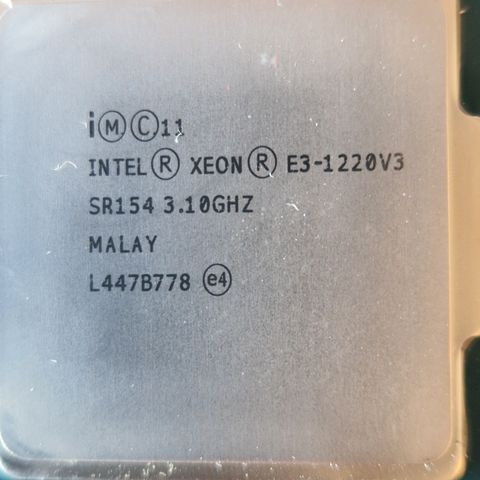 i Ⓜ Ⓒ 11
INTEL® XEON® E3-1220V3
SR154 3.10GHZ
MALAY
L447B778 e4